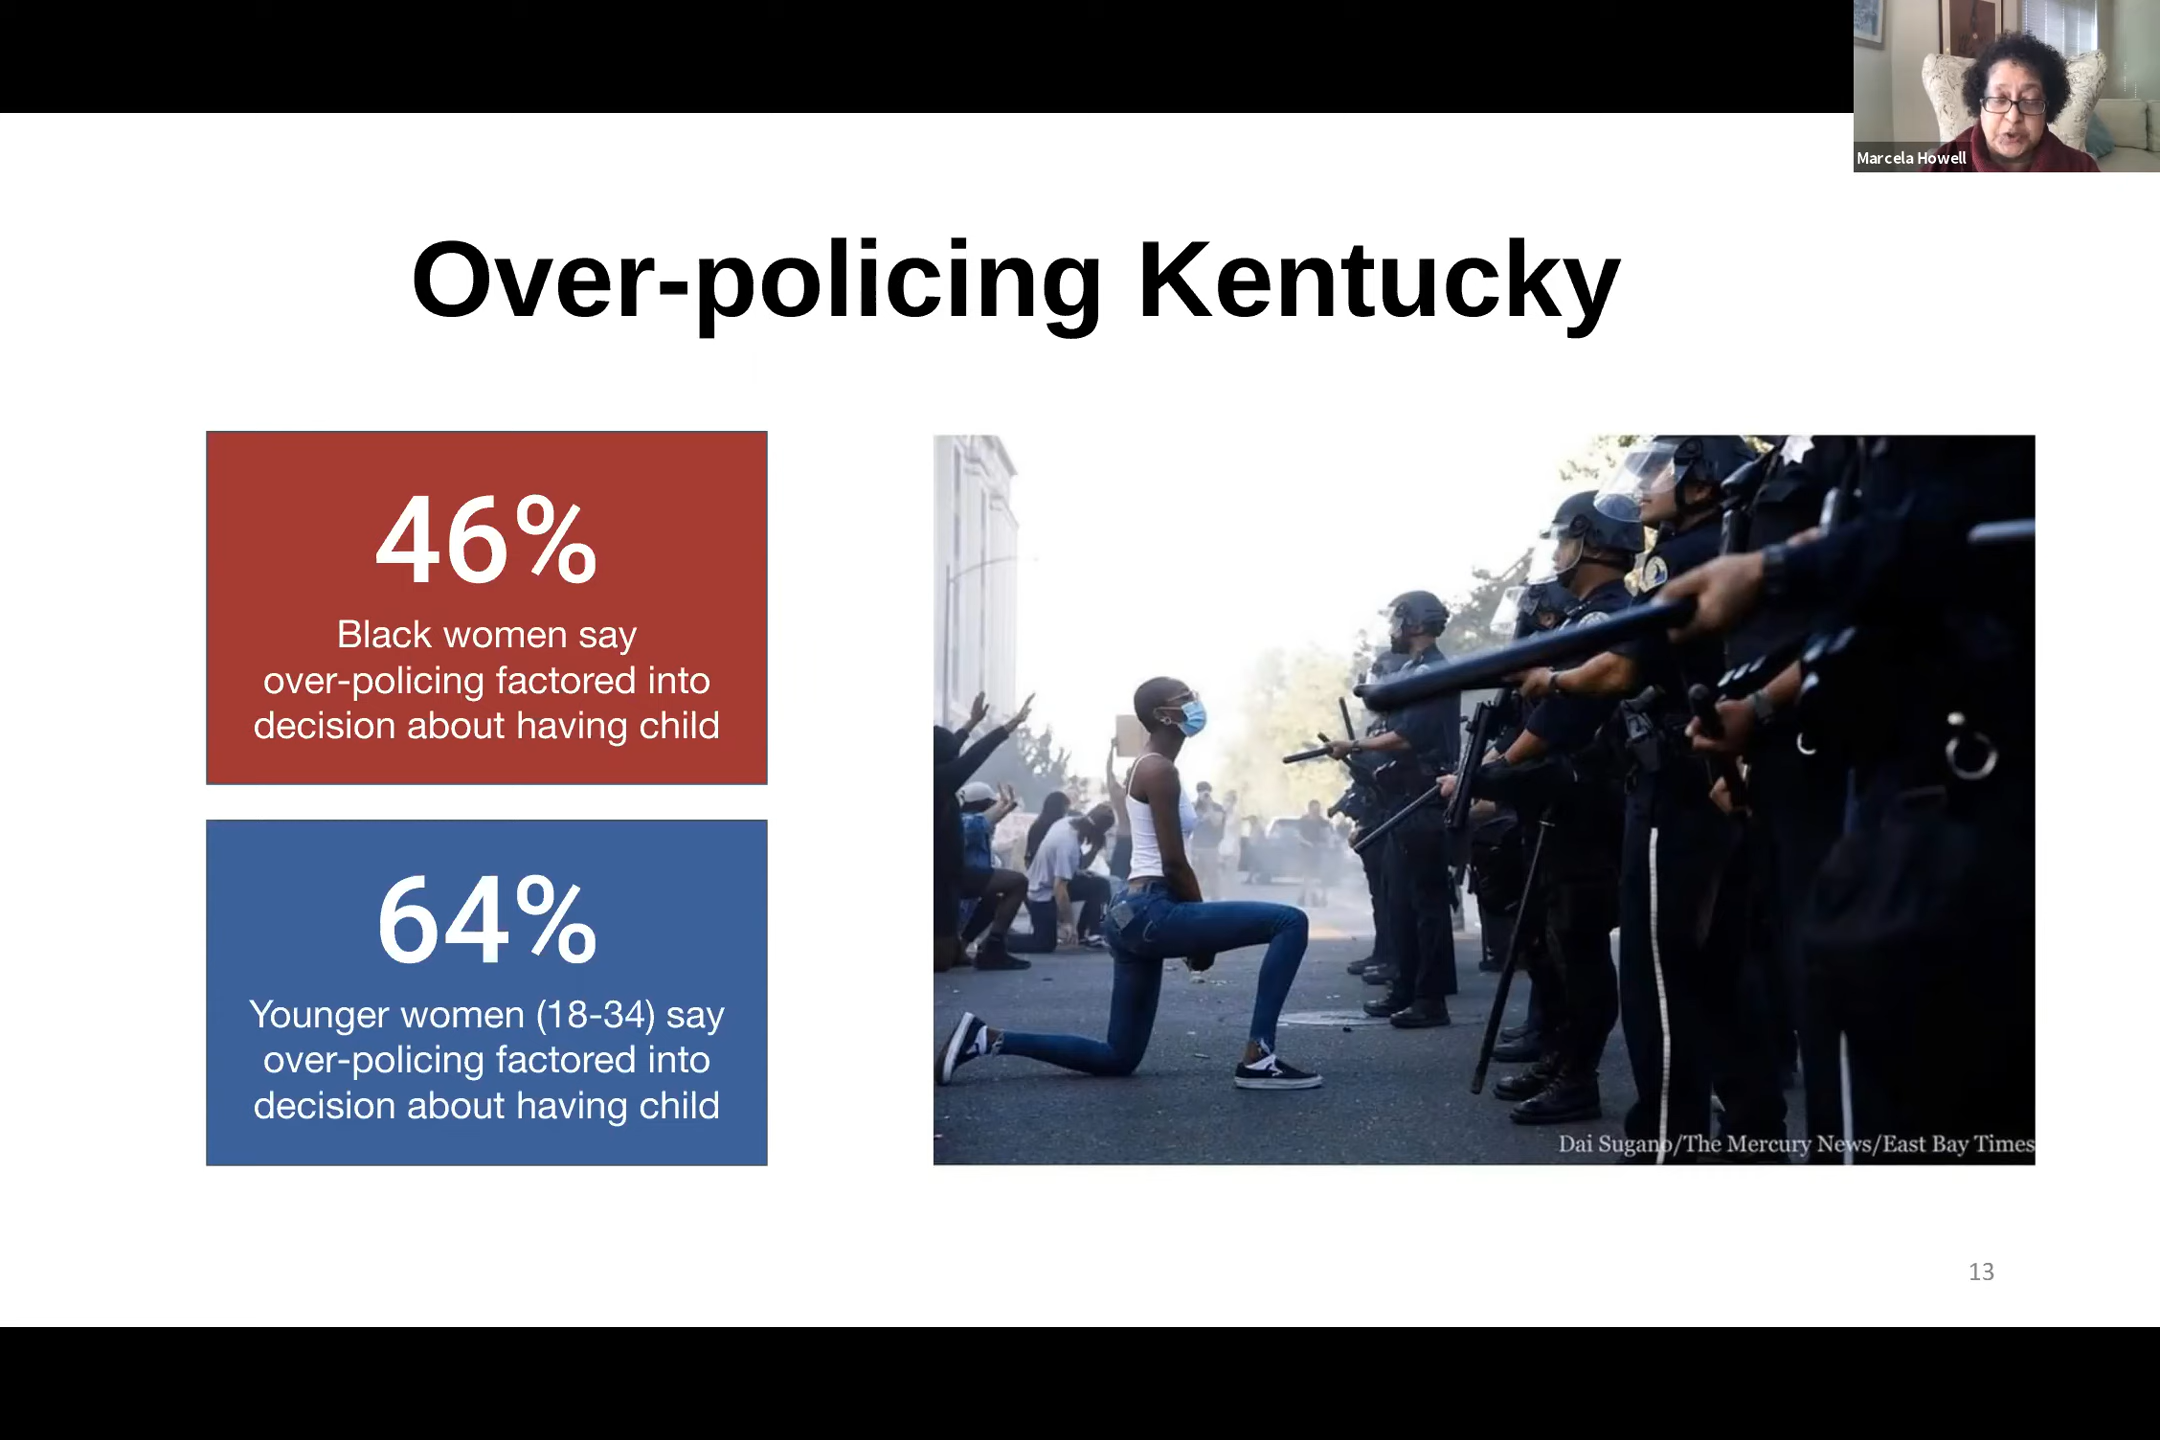 Marcela Howell
Over-policing Kentucky
46%
Black women say
over-policing factored into
decision about having child
64%
Younger women (18-34) say
over-policing factored into
decision about having child
Dai Sugano/The Mercury News/East Bay Times
13